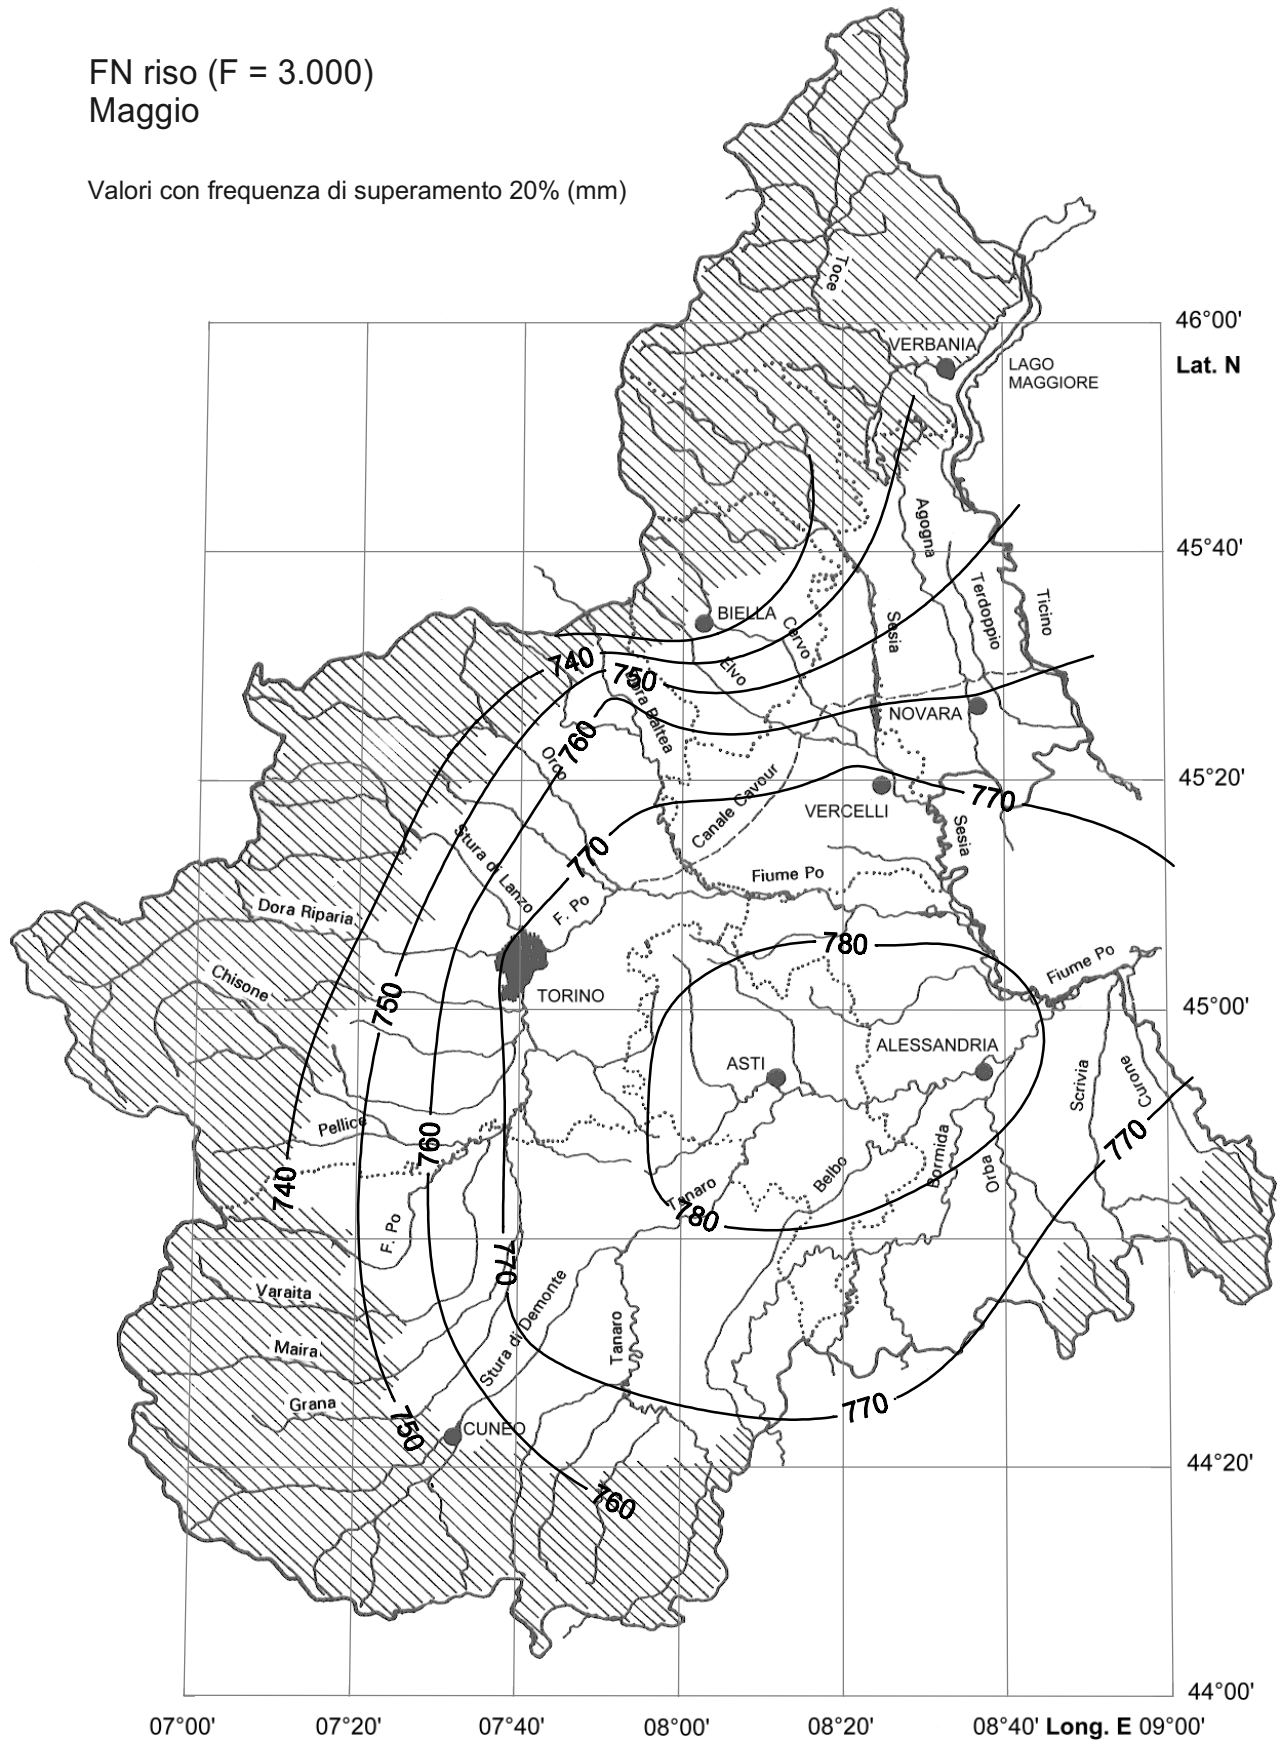 FN riso (F = 3.000)
Maggio
Valori con frequenza di superamento 20% (mm)
Toce
46°00'
VERBANIA
Lat. N
LAGO
MAGGIORE
Agogna
45°40'
Terdoppio
Ticino
BIELLA
Cervo
Sesia
Elvo
740
750
Dora Baltea
NOVARA
760
Orco
45°20'
770
Canale Cavour
VERCELLI
Sesia
Stura di Lanzo
770
Fiume Po
Dora Riparia
F. Po
780
Fiume Po
Chisone
750
TORINO
45°00'
ALESSANDRIA
ASTI
Scrivia
Curone
Pellice
760
770
740
Bormida
Orba
Belbo
Tanaro
780
F. Po
770
Varaita
Stura di Demonte
Tanaro
Maira
Grana
750
CUNEO
770
44°20'
760
44°00'
07°00'
07°20'
07°40'
08°00'
08°20'
08°40'
Long. E
09°00'